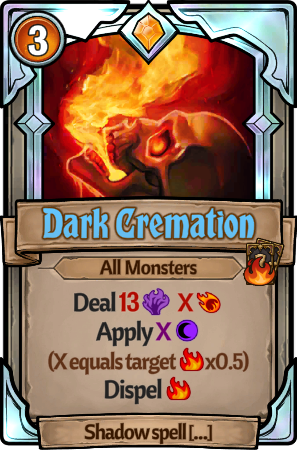 3
Dark Cremation
All Monsters
Deal 13 X
Apply X
(X equals target x0.5)
Dispel
Shadow spell [...]